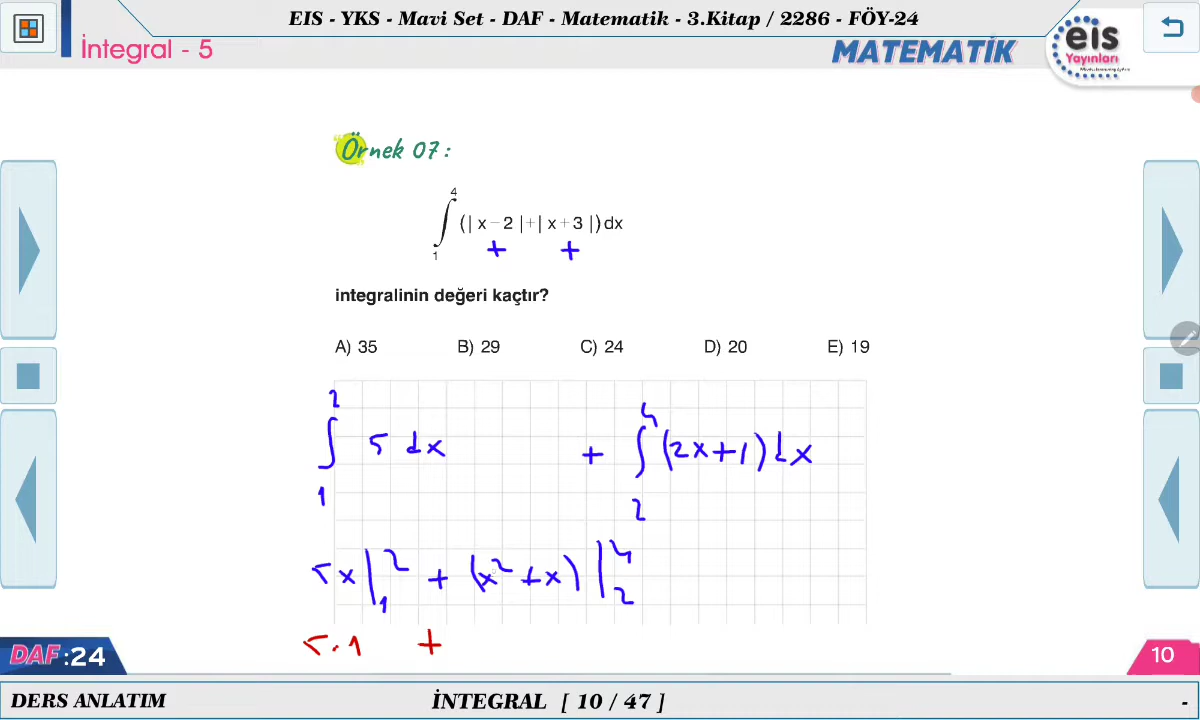 EIS - YKS - Mavi Set - DAF - Matematik - 3.Kitap / 2286 - FÖY-24
İntegral - 5
MATEMATİK
eis
Yayınları
Örnek 07 :
4
∫ (| x − 2 | + | x + 3 |) dx
1
+ +
integralinin değeri kaçtır?
A) 35 B) 29 C) 24 D) 20 E) 19
2 4
∫ 5 dx + ∫ (2x+1) dx
1 2
5x |₁² + (x²+x) |₂⁴
5.1 +
DAF :24
10
DERS ANLATIM İNTEGRAL [ 10 / 47 ] -